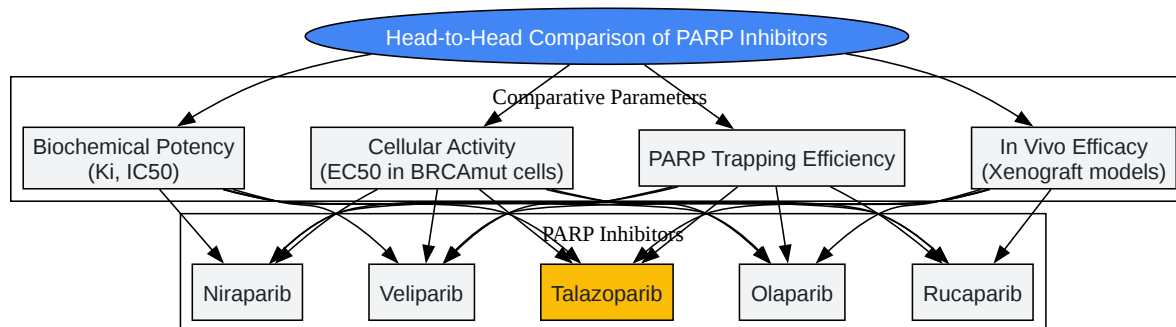 Head-to-Head Comparison of PARP Inhibitors
Comparative Parameters
Biochemical Potency
(Ki, IC50)
Cellular Activity
(EC50 in BRCAmut cells)
PARP Trapping Efficiency
In Vivo Efficacy
(Xenograft models)
PARP Inhibitors
Niraparib
Veliparib
Talazoparib
Olaparib
Rucaparib